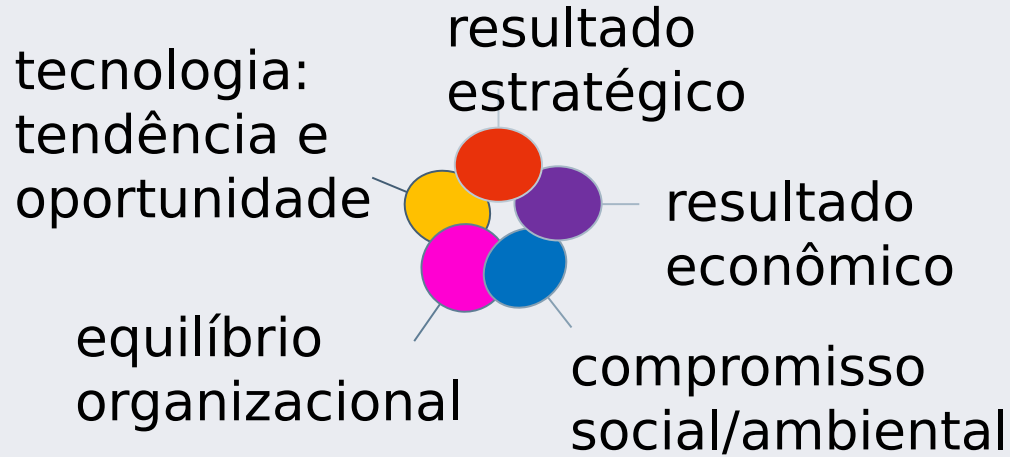 resultado
estratégico
tecnologia:
tendência e
oportunidade
resultado
econômico
equilíbrio
organizacional
compromisso
social/ambiental